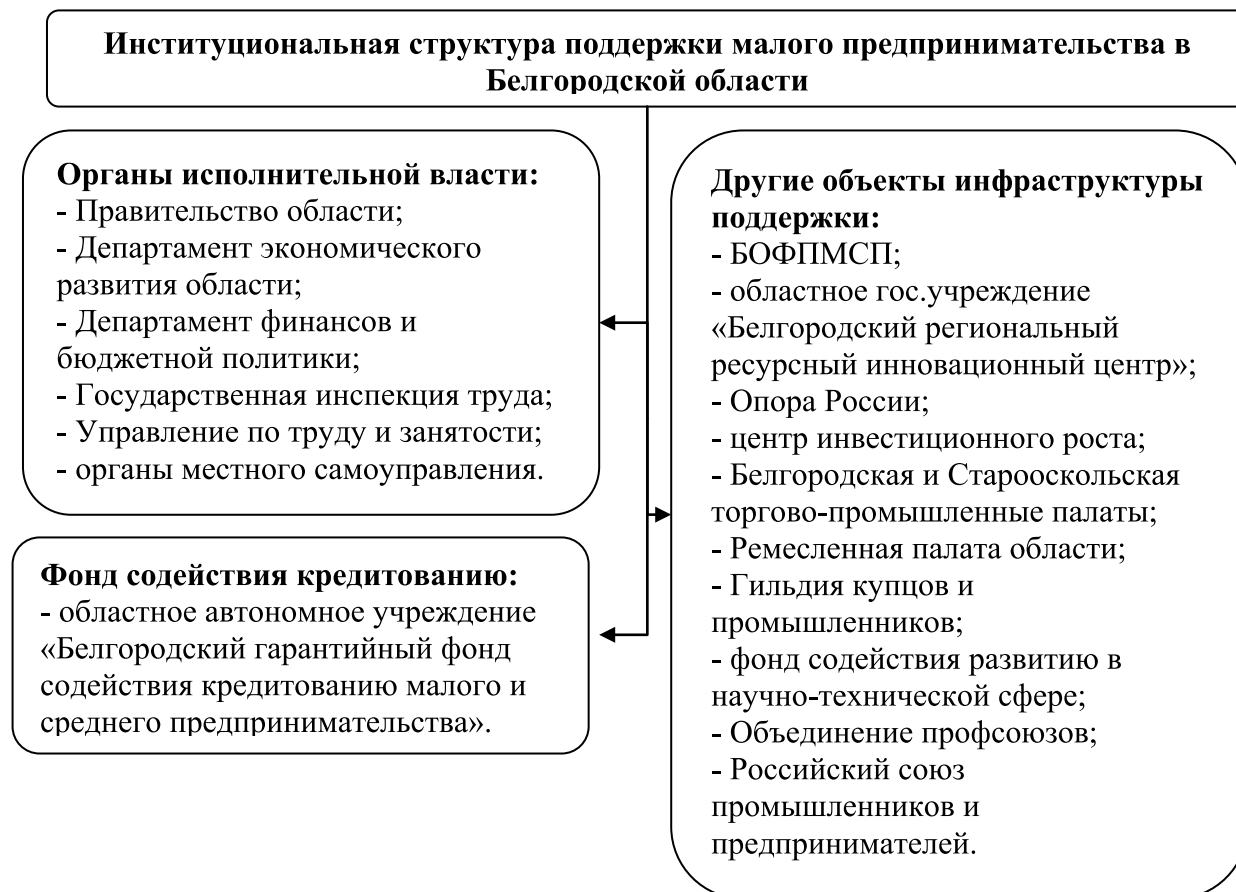 Институциональная структура поддержки малого предпринимательства в
Белгородской области
Органы исполнительной власти:
- Правительство области;
- Департамент экономического
развития области;
- Департамент финансов и
бюджетной политики;
- Государственная инспекция труда;
- Управление по труду и занятости;
- органы местного самоуправления.
Фонд содействия кредитованию:
- областное автономное учреждение
«Белгородский гарантийный фонд
содействия кредитованию малого и
среднего предпринимательства».
Другие объекты инфраструктуры
поддержки:
- БОФПМСП;
- областное гос.учреждение
«Белгородский региональный
ресурсный инновационный центр»;
- Опора России;
- центр инвестиционного роста;
- Белгородская и Старооскольская
торгово-промышленные палаты;
- Ремесленная палата области;
- Гильдия купцов и
промышленников;
- фонд содействия развитию в
научно-технической сфере;
- Объединение профсоюзов;
- Российский союз
промышленников и
предпринимателей.